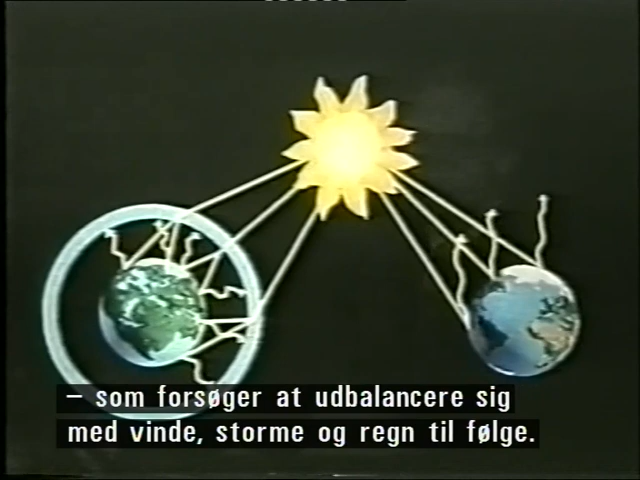 – som forsøger at udbalancere sig
med vinde, storme og regn til følge.